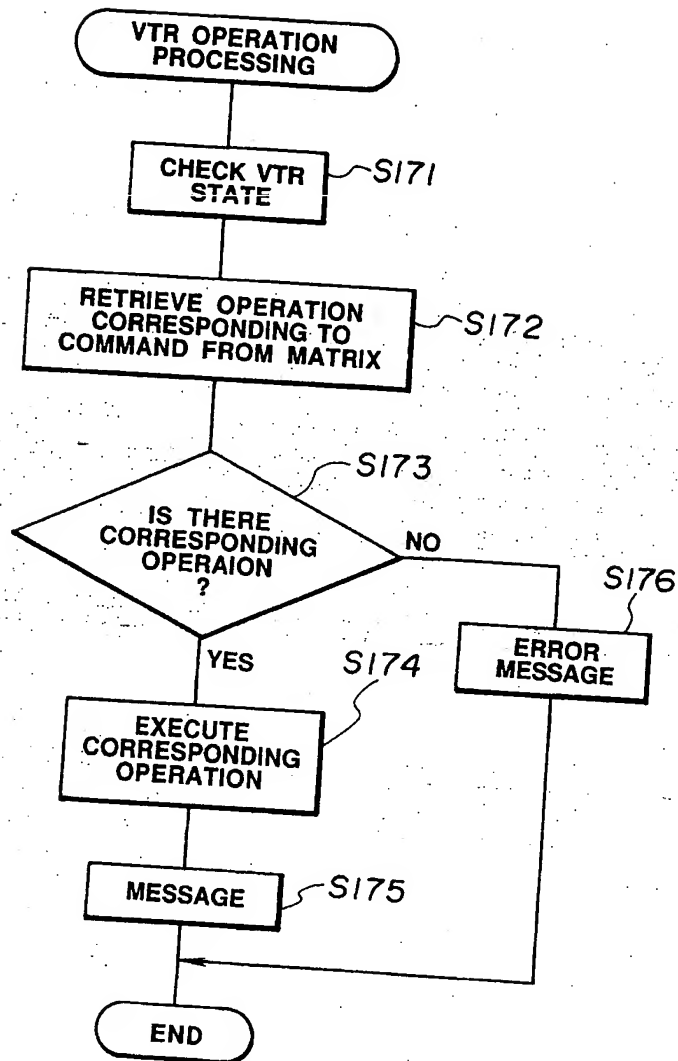 VTR OPERATION
PROCESSING
CHECK VTR
STATE
S171
RETRIEVE OPERATION
CORRESPONDING TO
COMMAND FROM MATRIX
S172
S173
IS THERE
CORRESPONDING
OPERAION
?
NO
YES
S176
ERROR
MESSAGE
S174
EXECUTE
CORRESPONDING
OPERATION
MESSAGE
S175
END